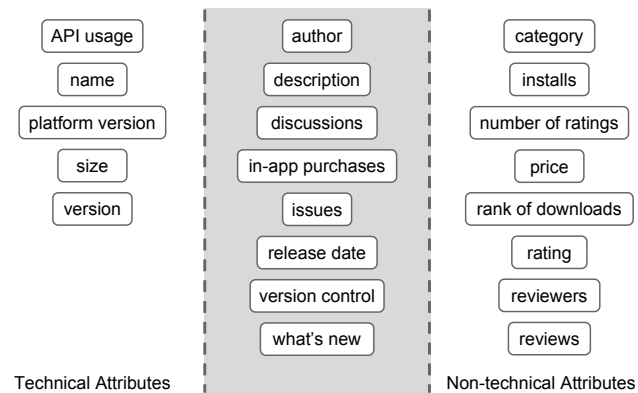 API usage
name
platform version
size
version
Technical Attributes
author
description
discussions
in-app purchases
issues
release date
version control
what's new
category
installs
number of ratings
price
rank of downloads
rating
reviewers
reviews
Non-technical Attributes